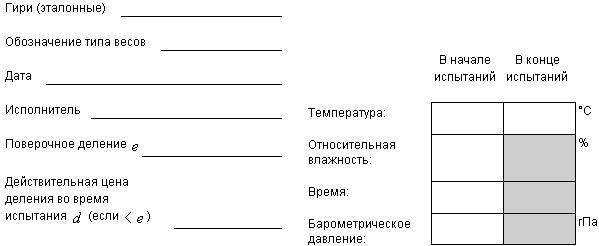 Гири (эталонные)
Обозначение типа весов
Дата
Исполнитель
Поверочное деление e
Действительная цена
деления во время
испытания d (если < e )
В начале
испытаний
В конце
испытаний
Температура:
°C
Относительная
влажность:
%
Время:
Барометрическое
давление:
гПа